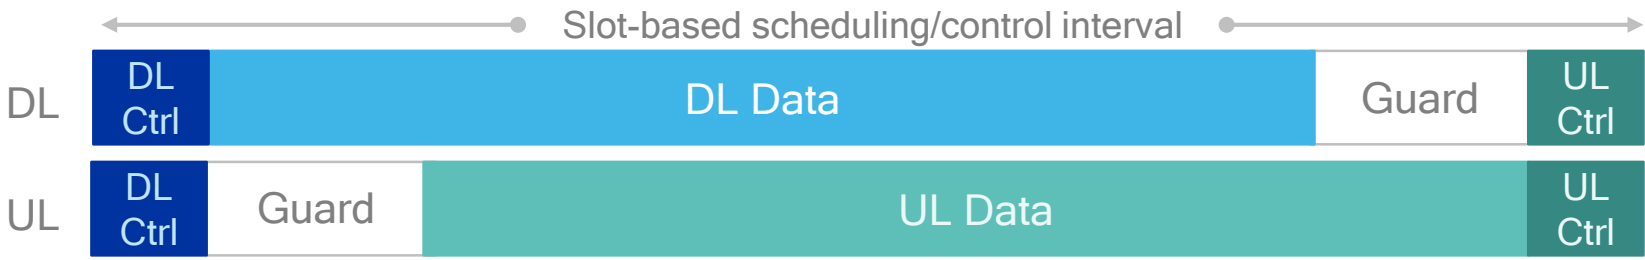 Slot-based scheduling/control interval
DL
DL
Ctrl
DL Data
Guard
UL
Ctrl
UL
DL
Ctrl
Guard
UL Data
UL
Ctrl